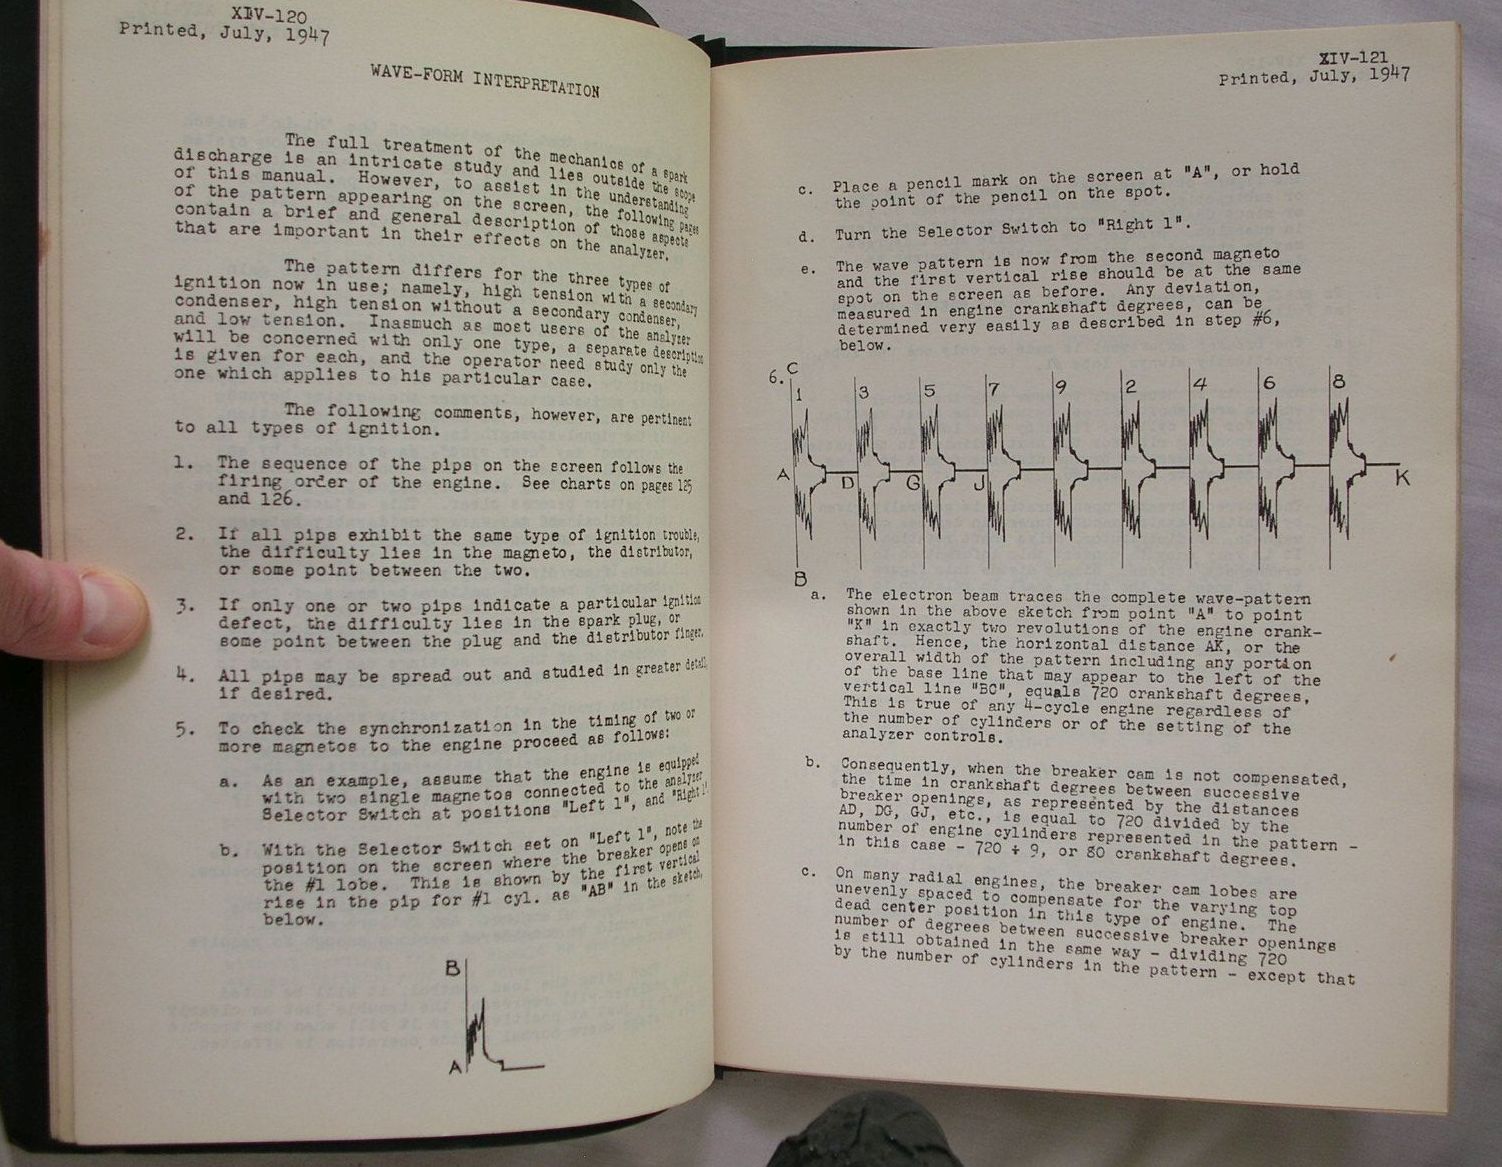 XIV-120
Printed, July, 1947
WAVE-FORM INTERPRETATION
The full treatment of the mechanics of a spark
discharge is an intricate study and lies outside the scope
of this manual. However, to assist in the understanding
of the pattern appearing on the screen, the following pages
contain a brief and general description of those aspects
that are important in their effects on the analyzer.
The pattern differs for the three types of
ignition now in use; namely, high tension with a secondary
condenser, high tension without a secondary condenser,
and low tension. Inasmuch as most users of the analyzer
will be concerned with only one type, a separate description
is given for each, and the operator need study only the
one which applies to his particular case.
The following comments, however, are pertinent
to all types of ignition.
1. The sequence of the pips on the screen follows the
firing order of the engine. See charts on pages 125
and 126.
2. If all pips exhibit the same type of ignition trouble,
the difficulty lies in the magneto, the distributor,
or some point between the two.
3. If only one or two pips indicate a particular ignition
defect, the difficulty lies in the spark plug, or
some point between the plug and the distributor finger.
4. All pips may be spread out and studied in greater detail
if desired.
5. To check the synchronization in the timing of two or
more magnetos to the engine proceed as follows:
a. As an example, assume that the engine is equipped
with two single magnetos connected to the analyzer
Selector Switch at positions "Left 1", and "Right 1"
b. With the Selector Switch set on "Left 1", note the
position on the screen where the breaker opens on
the #1 lobe. This is shown by the first vertical
rise in the pip for #1 cyl. as "AB" in the sketch,
below.
B
A
XIV-121
Printed, July, 1947
c. Place a pencil mark on the screen at "A", or hold
the point of the pencil on the spot.
d. Turn the Selector Switch to "Right 1".
e. The wave pattern is now from the second magneto
and the first vertical rise should be at the same
spot on the screen as before. Any deviation,
measured in engine crankshaft degrees, can be
determined very easily as described in step #6,
below.
6. C
1 3 5 7 9 2 4 6 8
A D G J K
B
a. The electron beam traces the complete wave-pattern
shown in the above sketch from point "A" to point
"K" in exactly two revolutions of the engine crank-
shaft. Hence, the horizontal distance AK, or the
overall width of the pattern including any portion
of the base line that may appear to the left of the
vertical line "BC", equals 720 crankshaft degrees,
This is true of any 4-cycle engine regardless of
the number of cylinders or of the setting of the
analyzer controls.
b. Consequently, when the breaker cam is not compensated,
the time in crankshaft degrees between successive
breaker openings, as represented by the distances
AD, DG, GJ, etc., is equal to 720 divided by the
number of engine cylinders represented in the pattern -
in this case - 720 ÷ 9, or 80 crankshaft degrees.
c. On many radial engines, the breaker cam lobes are
unevenly spaced to compensate for the varying top
dead center position in this type of engine. The
number of degrees between successive breaker openings
is still obtained in the same way - dividing 720
by the number of cylinders in the pattern - except that